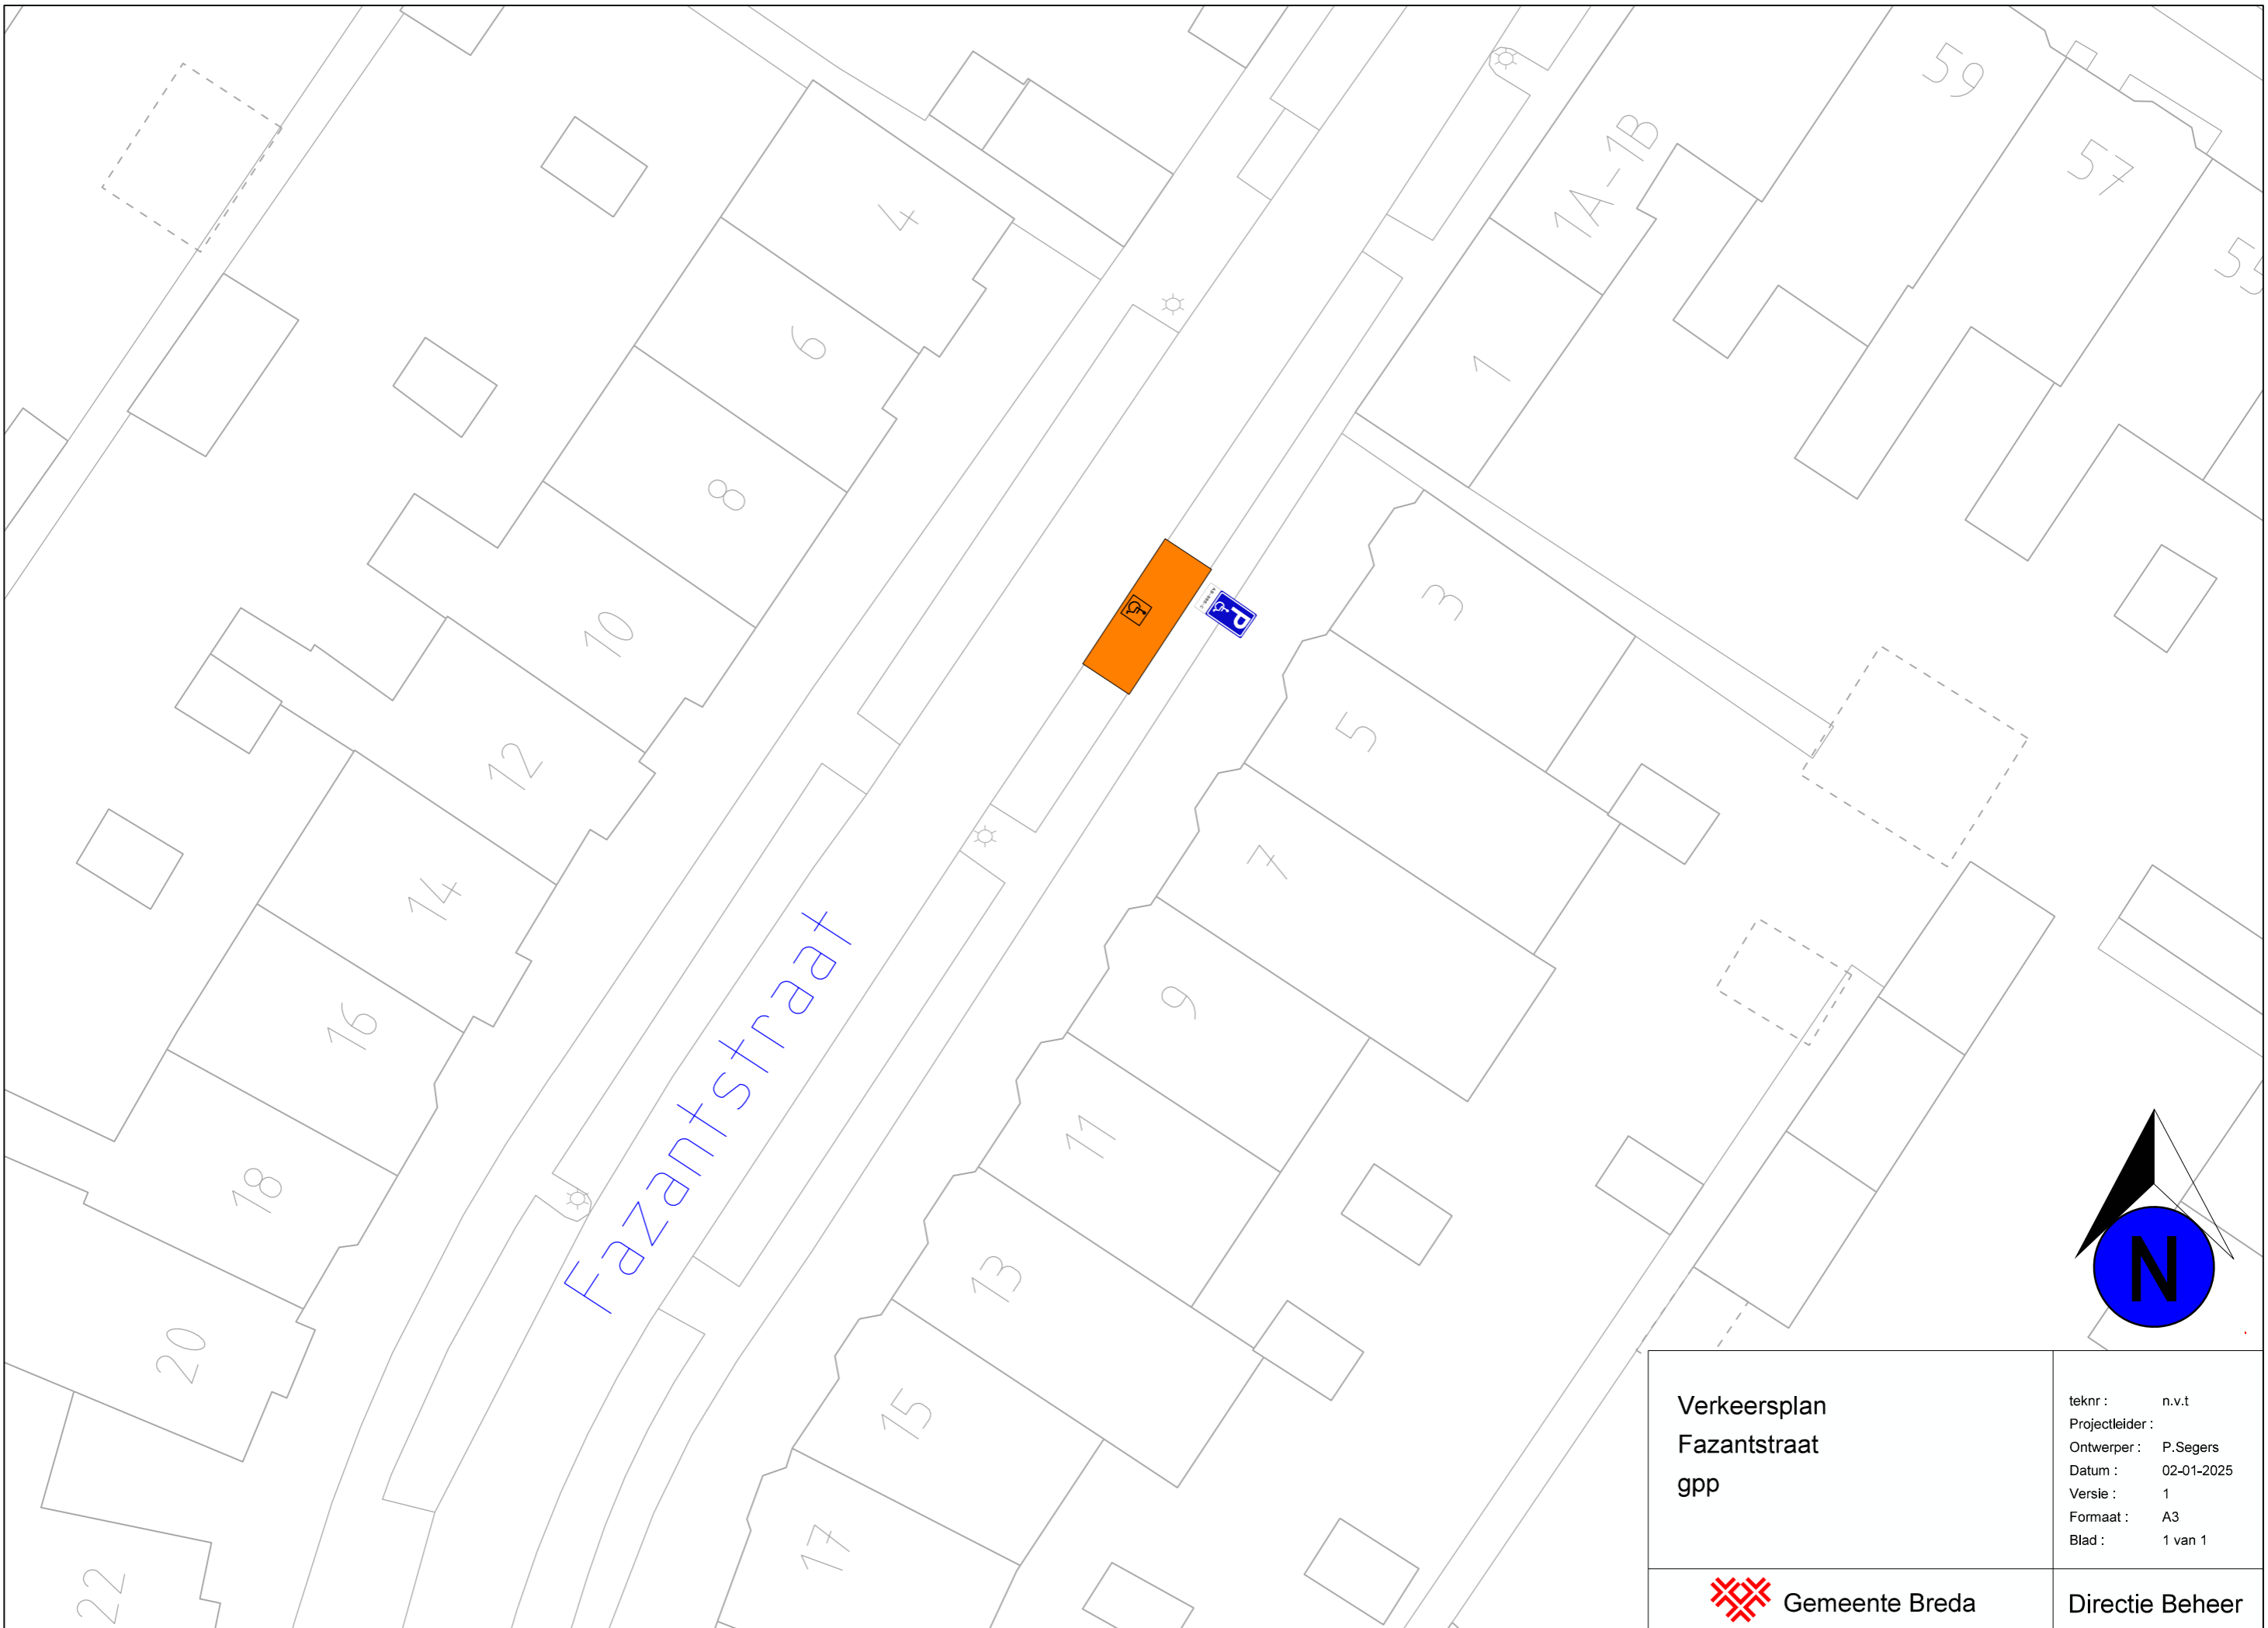 59
57
1A-1B
4
6
1
8
3
10
5
12
7
14
9
16
11
18
13
20
15
17
22
P
Fazantstraat
N
Verkeersplan
Fazantstraat
gpp
teknr : n.v.t
Projectleider :
Ontwerper : P.Segers
Datum : 02-01-2025
Versie : 1
Formaat : A3
Blad : 1 van 1
Gemeente Breda
Directie Beheer